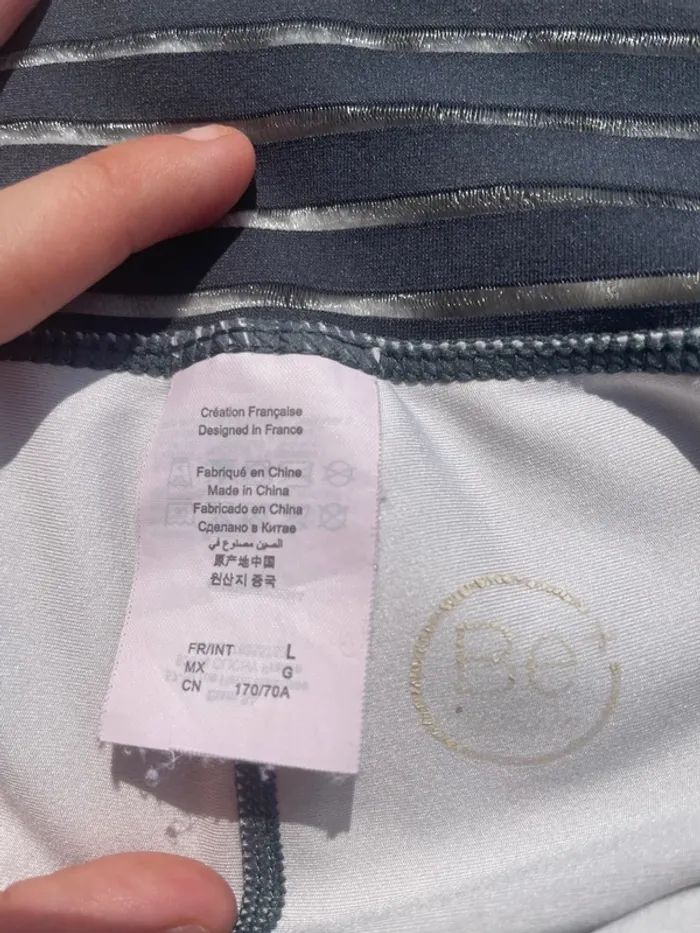 Création Française
Designed in France
Fabriqué en Chine
Made in China
Fabricado en China
Сделано в Китае
الصين مصنوع في
原产地中国
원산지 중국
FR/INT L
MX G
CN 170/70A
Be